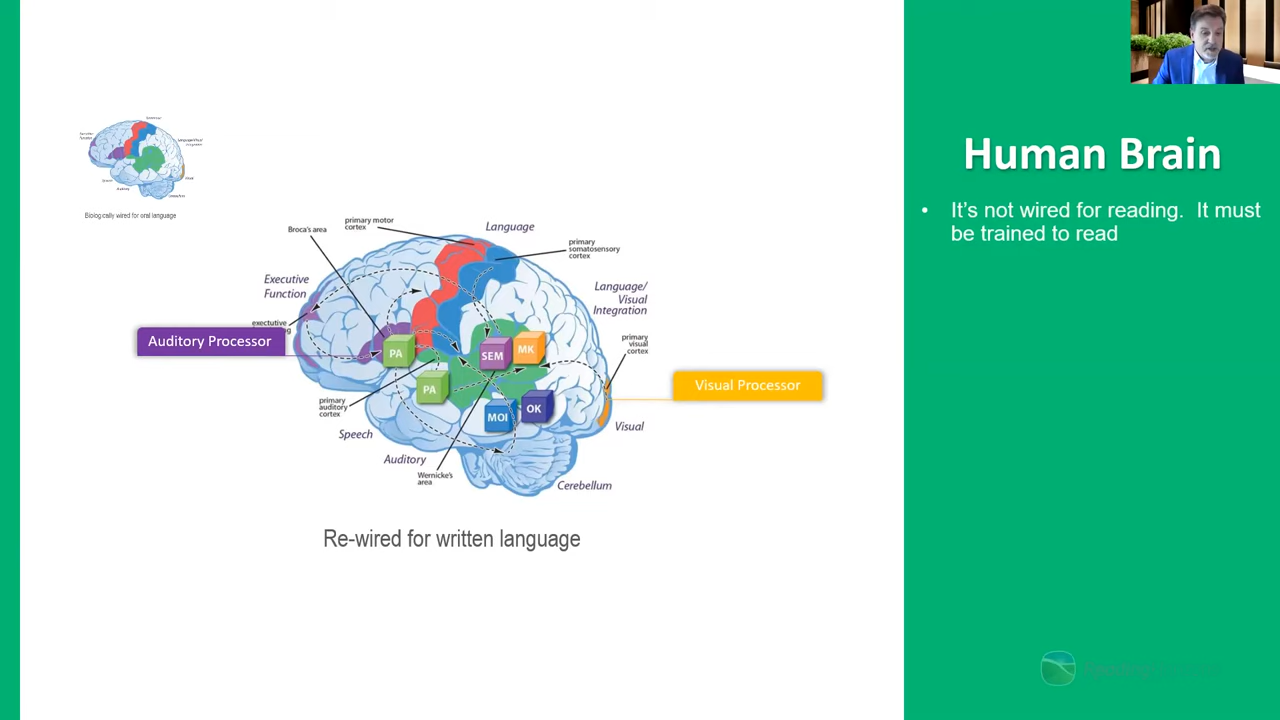 Human Brain
• It's not wired for reading.  It must
be trained to read
Biologically wired for oral language
primary motor
cortex
Language
Broca's area
primary
somatosensory
cortex
Executive
Function
Language/
Visual
Integration
exectutive
Auditory Processor
primary
visual
cortex
PA
SEM
MK
Visual Processor
PA
primary
auditory
cortex
MOI
OK
Speech
Visual
Auditory
Wernicke's
area
Cerebellum
Re-wired for written language